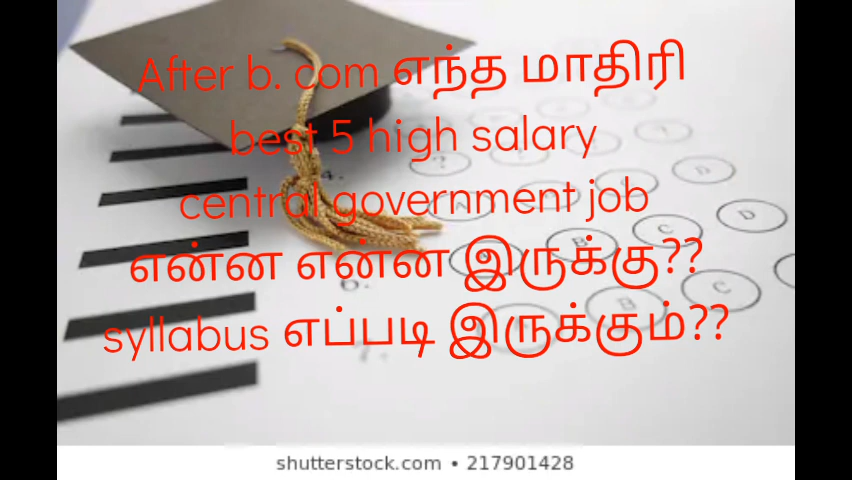 After b. com எந்த மாதிரி
best 5 high salary
central government job
என்ன என்ன இருக்கு??
syllabus எப்படி இருக்கும்??
shutterstock.com • 217901428